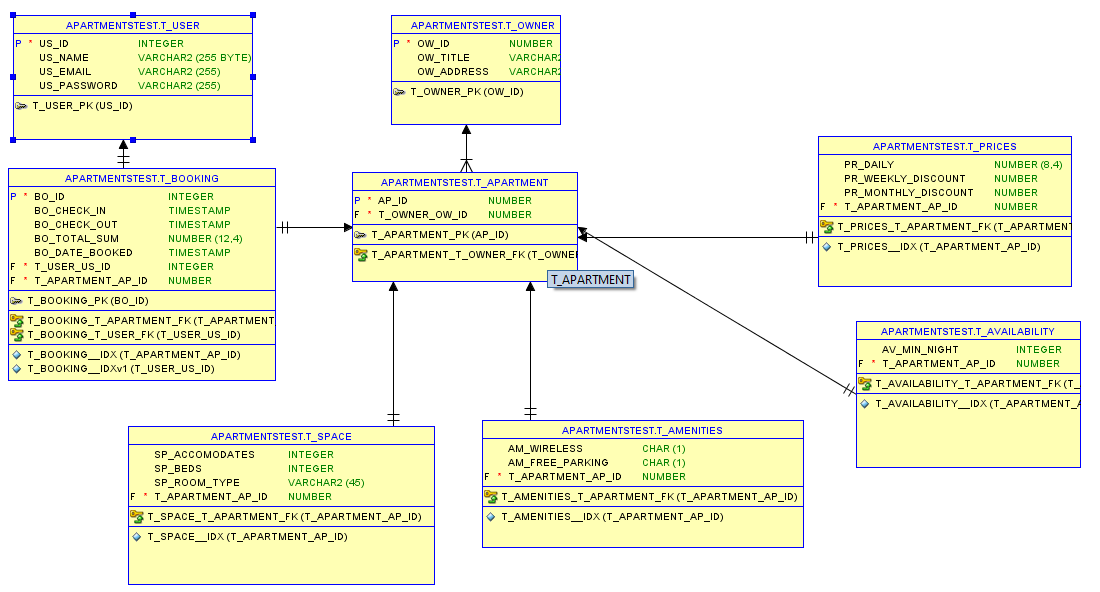 APARTMENTSTEST.T_USER
P * US_ID INTEGER
US_NAME VARCHAR2 (255 BYTE)
US_EMAIL VARCHAR2 (255)
US_PASSWORD VARCHAR2 (255)
T_USER_PK (US_ID)
APARTMENTSTEST.T_OWNER
P * OW_ID NUMBER
OW_TITLE VARCHAR2
OW_ADDRESS VARCHAR2
T_OWNER_PK (OW_ID)
APARTMENTSTEST.T_BOOKING
P * BO_ID INTEGER
BO_CHECK_IN TIMESTAMP
BO_CHECK_OUT TIMESTAMP
BO_TOTAL_SUM NUMBER (12,4)
BO_DATE_BOOKED TIMESTAMP
F * T_USER_US_ID INTEGER
F * T_APARTMENT_AP_ID NUMBER
T_BOOKING_PK (BO_ID)
T_BOOKING_T_APARTMENT_FK (T_APARTMENT
T_BOOKING_T_USER_FK (T_USER_US_ID)
T_BOOKING__IDX (T_APARTMENT_AP_ID)
T_BOOKING__IDXv1 (T_USER_US_ID)
APARTMENTSTEST.T_APARTMENT
P * AP_ID NUMBER
F * T_OWNER_OW_ID NUMBER
T_APARTMENT_PK (AP_ID)
T_APARTMENT_T_OWNER_FK (T_OWNE
T_APARTMENT
APARTMENTSTEST.T_PRICES
PR_DAILY NUMBER (8,4)
PR_WEEKLY_DISCOUNT NUMBER
PR_MONTHLY_DISCOUNT NUMBER
F * T_APARTMENT_AP_ID NUMBER
T_PRICES_T_APARTMENT_FK (T_APARTMENT
T_PRICES__IDX (T_APARTMENT_AP_ID)
APARTMENTSTEST.T_AVAILABILITY
AV_MIN_NIGHT INTEGER
F * T_APARTMENT_AP_ID NUMBER
T_AVAILABILITY_T_APARTMENT_FK (T_
T_AVAILABILITY__IDX (T_APARTMENT_A
APARTMENTSTEST.T_SPACE
SP_ACCOMODATES INTEGER
SP_BEDS INTEGER
SP_ROOM_TYPE VARCHAR2 (45)
F * T_APARTMENT_AP_ID NUMBER
T_SPACE_T_APARTMENT_FK (T_APARTMENT_AP_ID)
T_SPACE__IDX (T_APARTMENT_AP_ID)
APARTMENTSTEST.T_AMENITIES
AM_WIRELESS CHAR (1)
AM_FREE_PARKING CHAR (1)
F * T_APARTMENT_AP_ID NUMBER
T_AMENITIES_T_APARTMENT_FK (T_APARTMENT_AP_ID)
T_AMENITIES__IDX (T_APARTMENT_AP_ID)